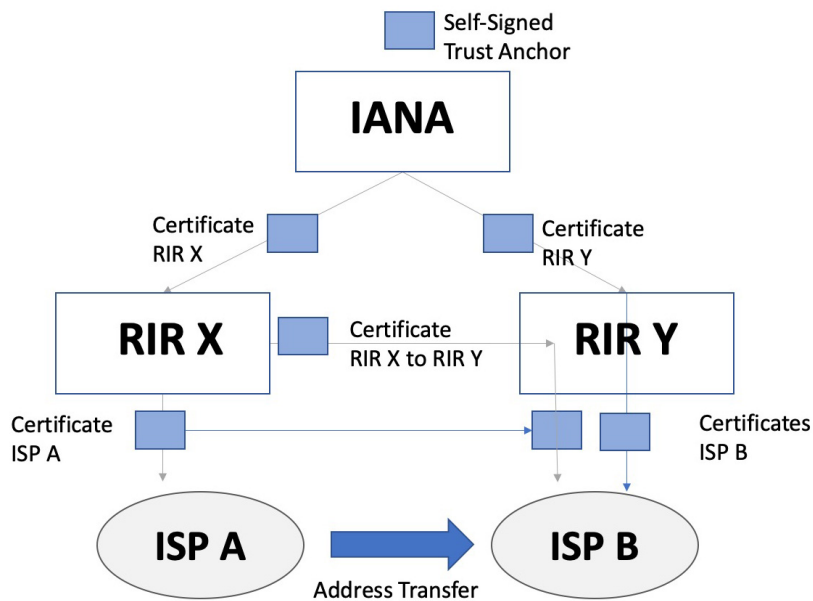 Self-Signed
Trust Anchor
IANA
Certificate
RIR X
Certificate
RIR Y
RIR X
Certificate
RIR X to RIR Y
RIR Y
Certificate
ISP A
Certificates
ISP B
ISP A
ISP B
Address Transfer